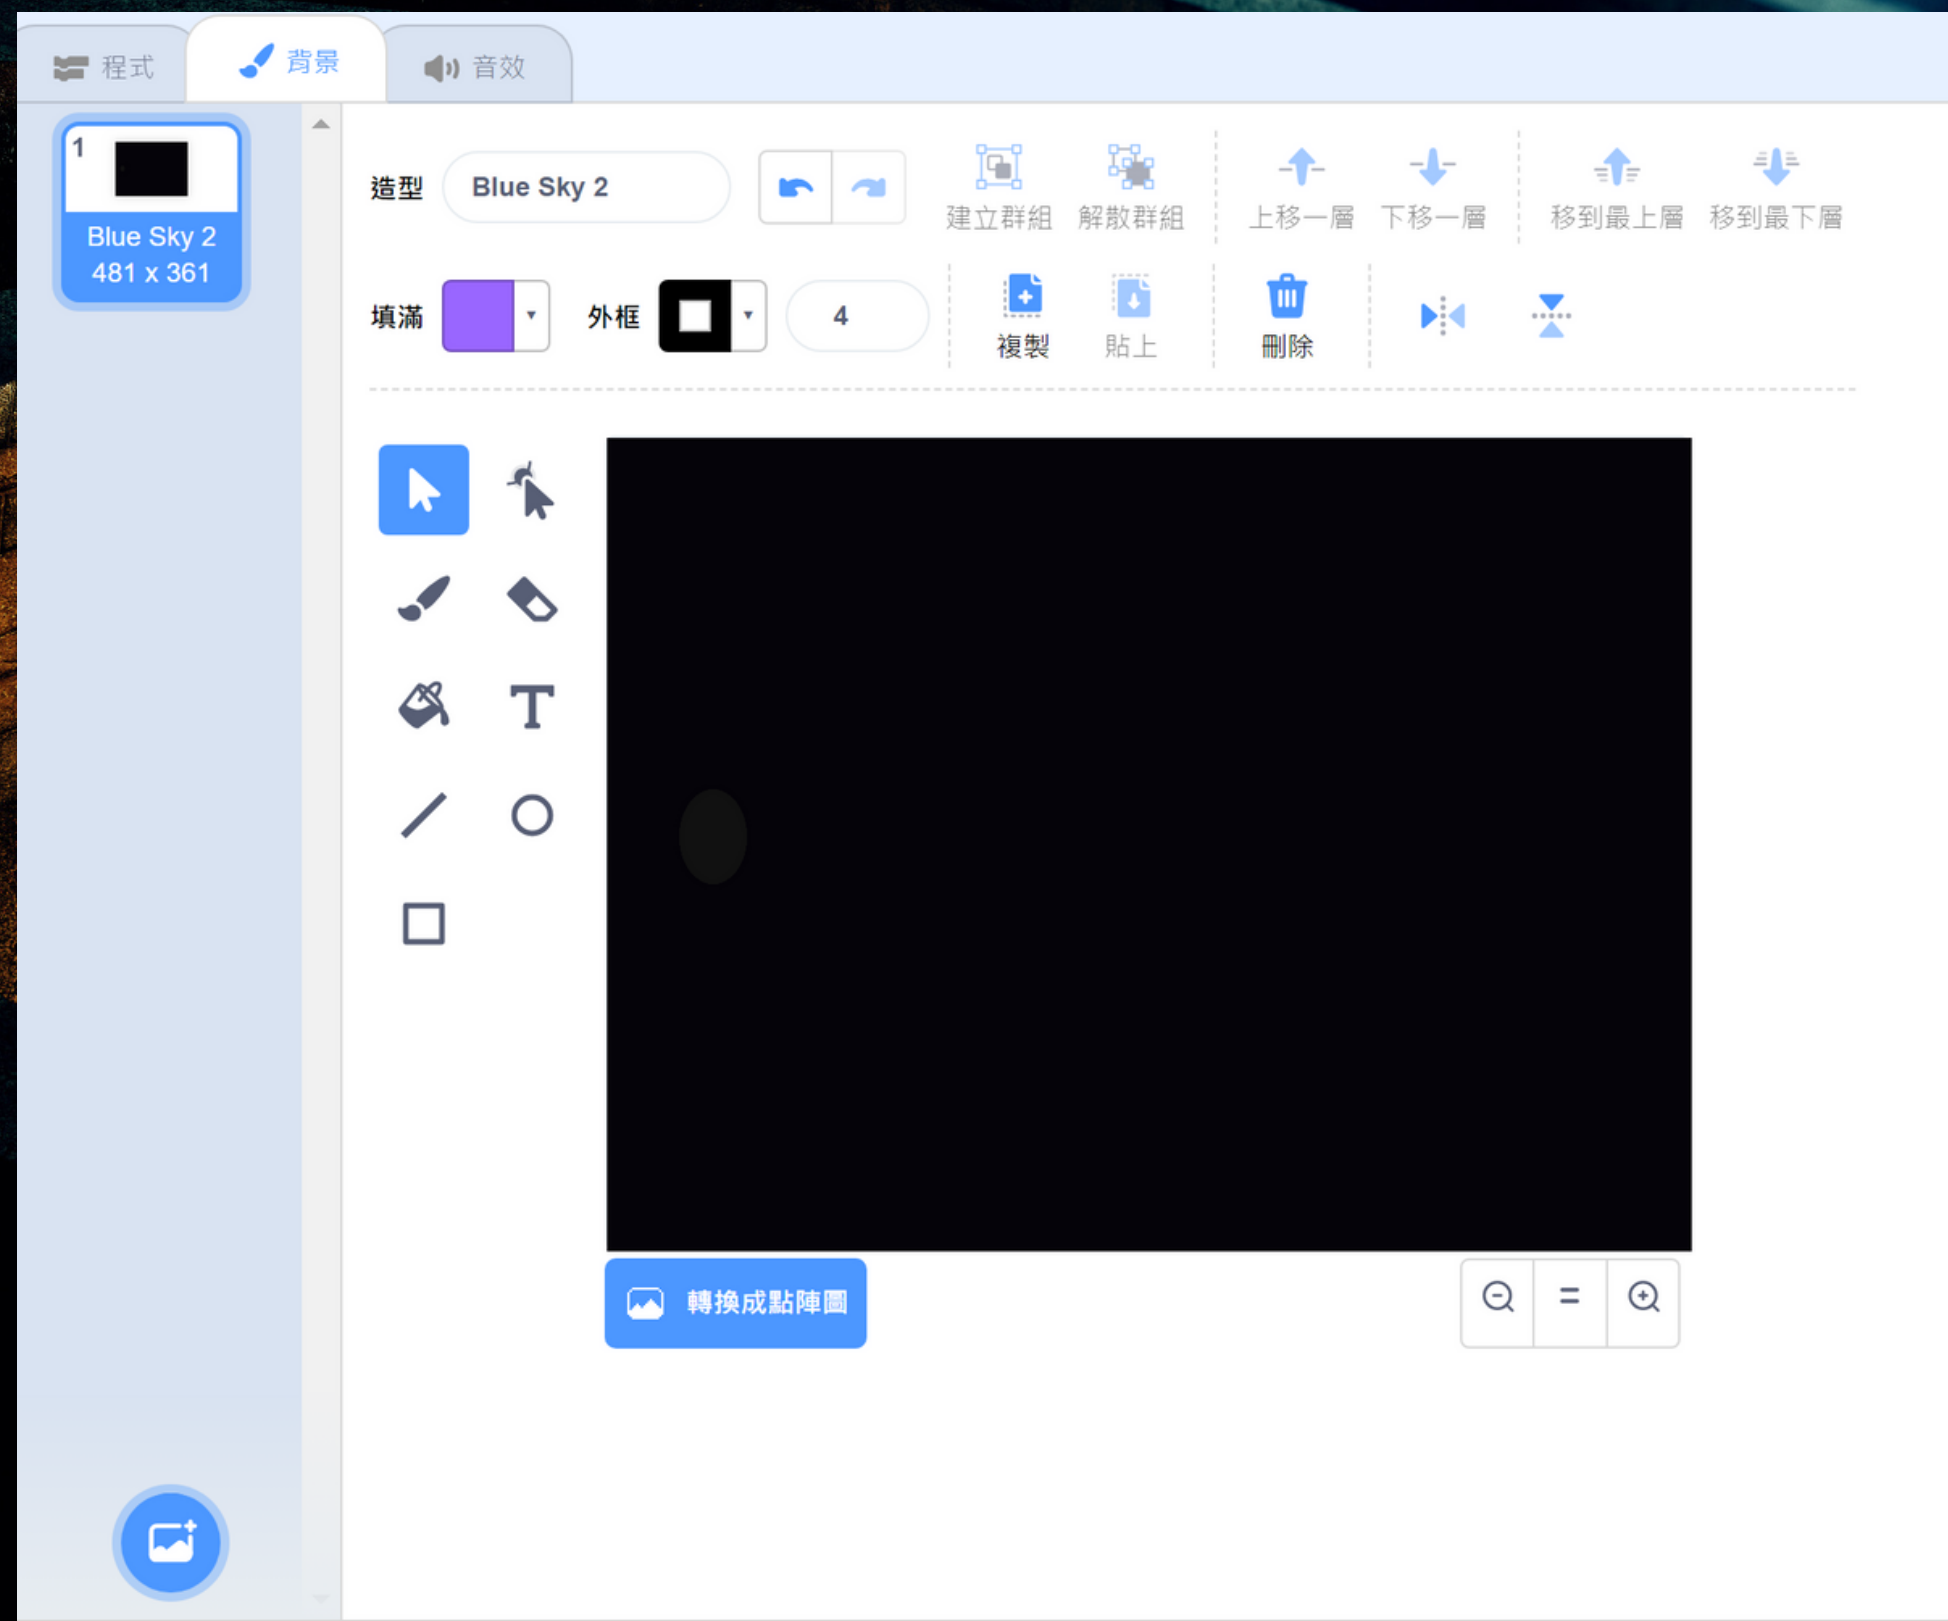 程式
背景
音效
1
Blue Sky 2
481 x 361
造型
Blue Sky 2
建立群組
解散群組
上移一層
下移一層
移到最上層
移到最下層
填滿
外框
4
複製
貼上
刪除
T
轉換成點陣圖
=